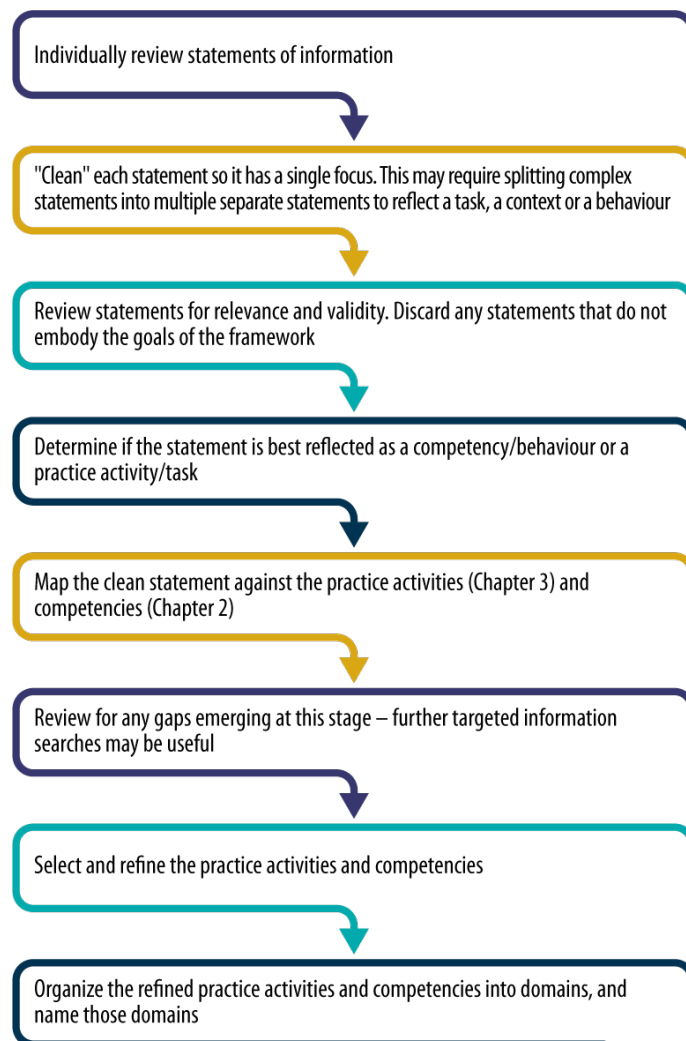 Individually review statements of information
"Clean" each statement so it has a single focus. This may require splitting complex
statements into multiple separate statements to reflect a task, a context or a behaviour
Review statements for relevance and validity. Discard any statements that do not
embody the goals of the framework
Determine if the statement is best reflected as a competency/behaviour or a
practice activity/task
Map the clean statement against the practice activities (Chapter 3) and
competencies (Chapter 2)
Review for any gaps emerging at this stage – further targeted information
searches may be useful
Select and refine the practice activities and competencies
Organize the refined practice activities and competencies into domains, and
name those domains